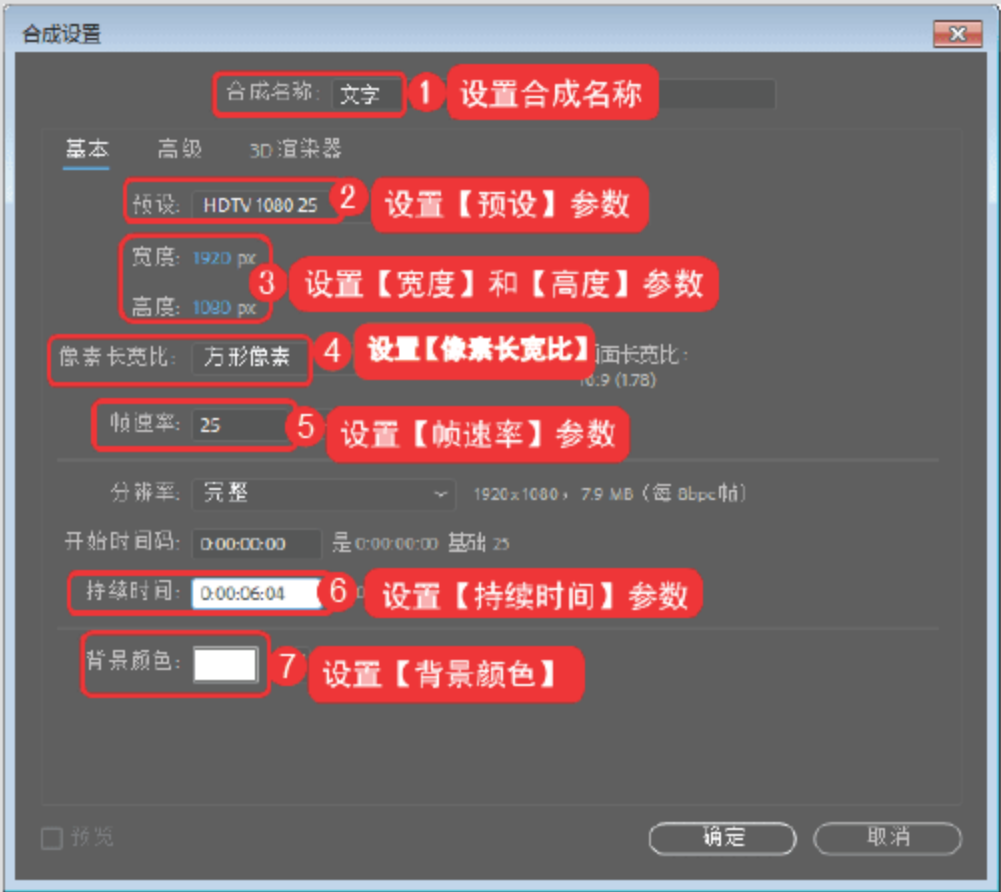 合成设置
合成名称: 文字 1 设置合成名称
基本 高级 3D 渲染器
预设: HDTV 1080 25 2 设置【预设】参数
宽度: 1920 px
3 设置【宽度】和【高度】参数
高度: 1080 px
像素长宽比: 方形像素 4 设置【像素长宽比】 面长宽比:
16:9 (1.78)
帧速率: 25 5 设置【帧速率】参数
分辨率: 完整 1920x1080, 7.9 MB (每 8bpc帧)
开始时间码: 0:00:00:00 是 0:00:00:00 基础 25
持续时间: 0:00:06:04 6 设置【持续时间】参数
背景颜色: 7 设置【背景颜色】
预览 确定 取消